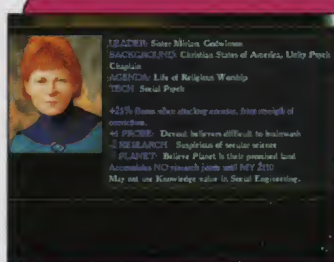 LEADER: Sister Miriam Godwinson
BACKGROUND: Christian States of America, Unity Psych
Chaplain
AGENDA: Life of Religious Worship
TECH: Social Psych
+25% Bonus when attacking enemies, from strength of
conviction.
+1 PROBE: Devout believers difficult to brainwash
RESEARCH: Suspicious of secular science
PLANET: Believe Planet is their promised land
Accumulates NO research points until MY 2110
May not use Knowledge value in Social Engineering.